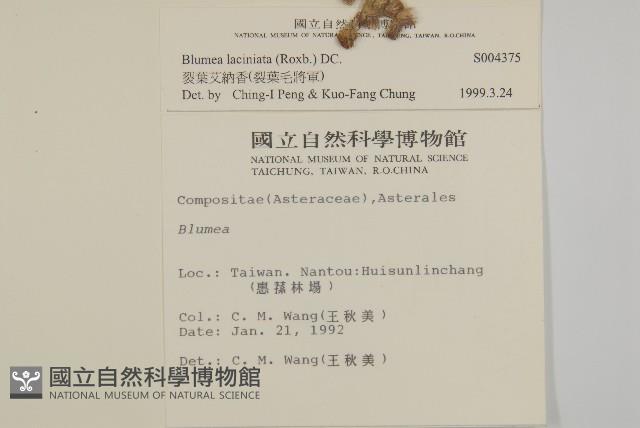 國立自然科學博物館
NATIONAL MUSEUM OF NATURAL SCIENCE, TAICHUNG, TAIWAN, R.O.CHINA
Blumea laciniata (Roxb.) DC. S004375
裂葉艾納香(裂葉毛將軍)
Det. by Ching-I Peng & Kuo-Fang Chung 1999.3.24
國立自然科學博物館
NATIONAL MUSEUM OF NATURAL SCIENCE
TAICHUNG, TAIWAN, R.O.CHINA
Compositae(Asteraceae),Asterales
Blumea
Loc.: Taiwan. Nantou:Huisunlinchang
(惠蓀林場)
Col.: C. M. Wang(王秋美)
Date: Jan. 21, 1992
Det.: C. M. Wang(王秋美)
國立自然科學博物館
NATIONAL MUSEUM OF NATURAL SCIENCE